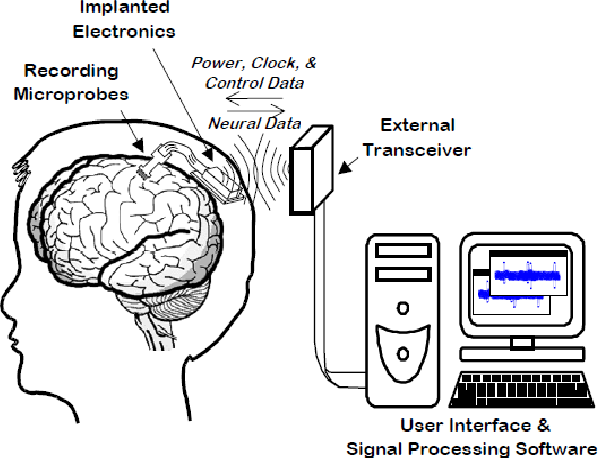 Implanted
Electronics
Recording
Microprobes
Power, Clock, &
Control Data
Neural Data
External
Transceiver
User Interface &
Signal Processing Software